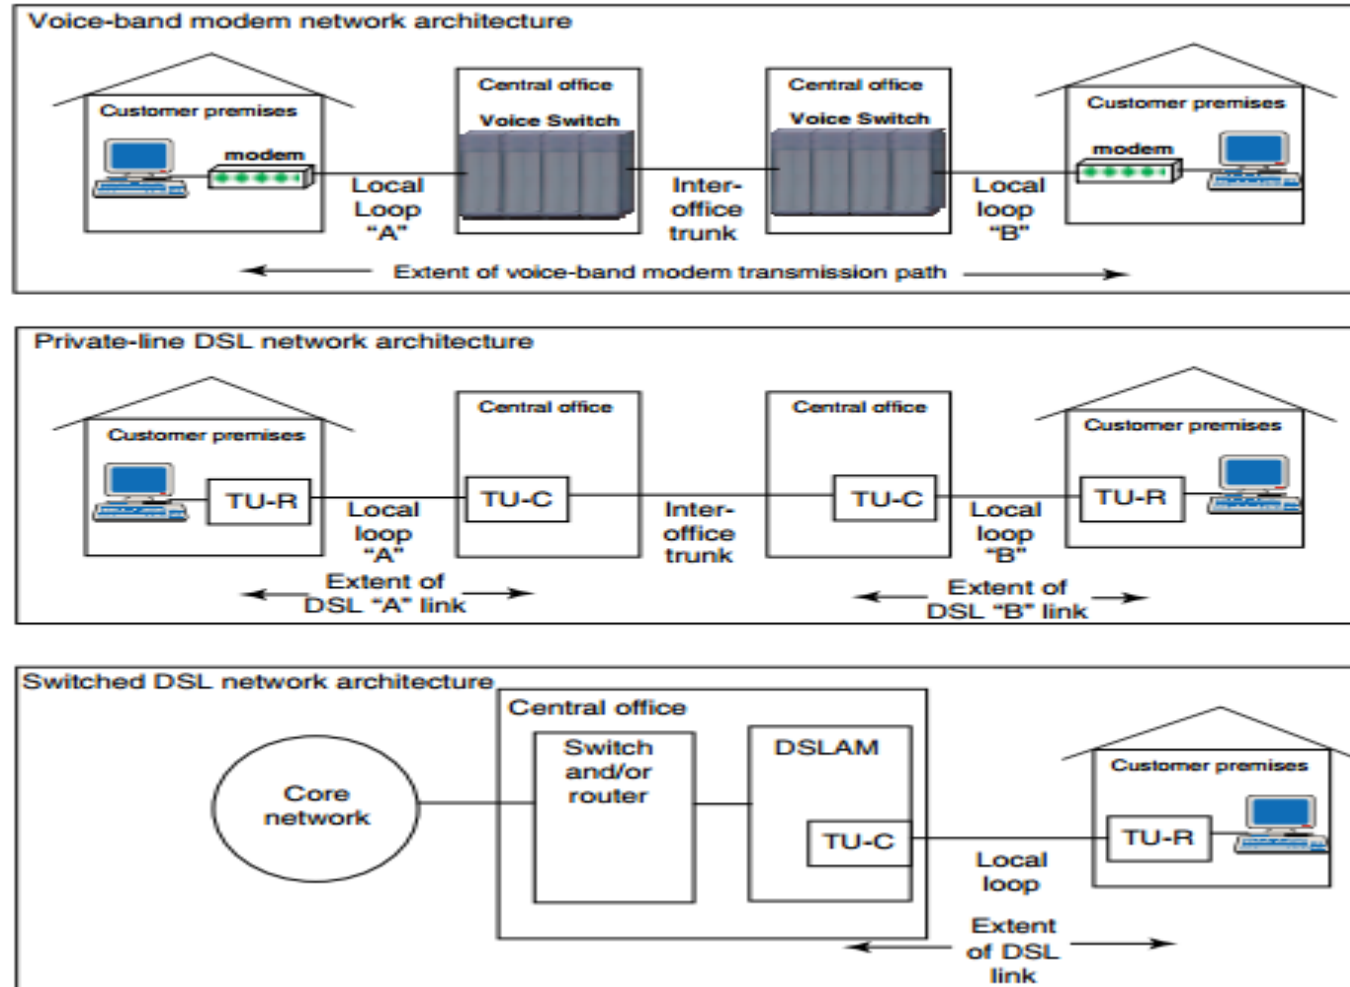 Voice-band modem network architecture
Customer premises
modem
Local
Loop
“A”
Central office
Voice Switch
Inter-
office
trunk
Central office
Voice Switch
Local
loop
“B”
Customer premises
modem
Extent of voice-band modem transmission path
Private-line DSL network architecture
Customer premises
TU-R
Local
loop
“A”
Central office
TU-C
Inter-
office
trunk
Central office
TU-C
Local
loop
“B”
Customer premises
TU-R
Extent of
DSL “A” link
Extent of
DSL “B” link
Switched DSL network architecture
Core
network
Central office
Switch
and/or
router
DSLAM
TU-C
Local
loop
Customer premises
TU-R
Extent
of DSL
link